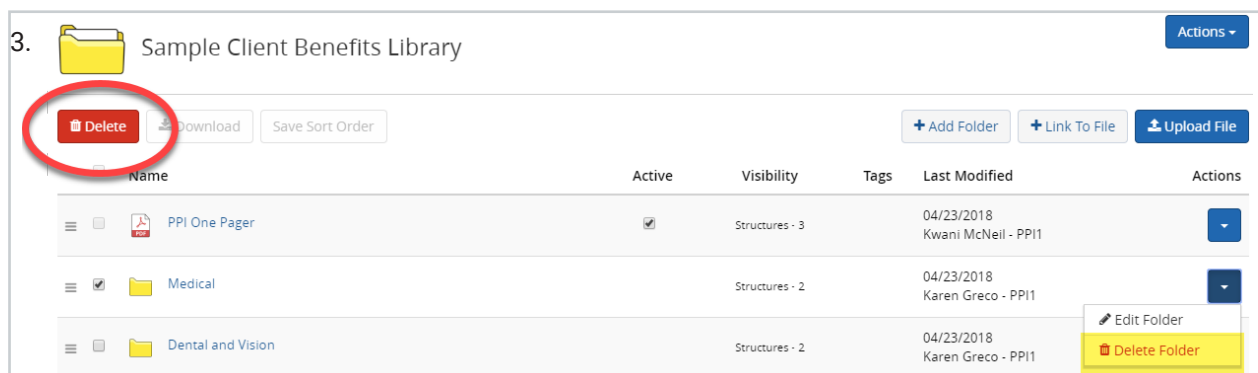 3.
Sample Client Benefits Library
Actions
Delete Download Save Sort Order + Add Folder + Link To File Upload File
Name Active Visibility Tags Last Modified Actions
PDF PPI One Pager Structures - 3 04/23/2018
Kwani McNeil - PPI1
Medical Structures - 2 04/23/2018
Karen Greco - PPI1
Edit Folder
Dental and Vision Structures - 2 04/23/2018
Karen Greco - PPI1
Delete Folder